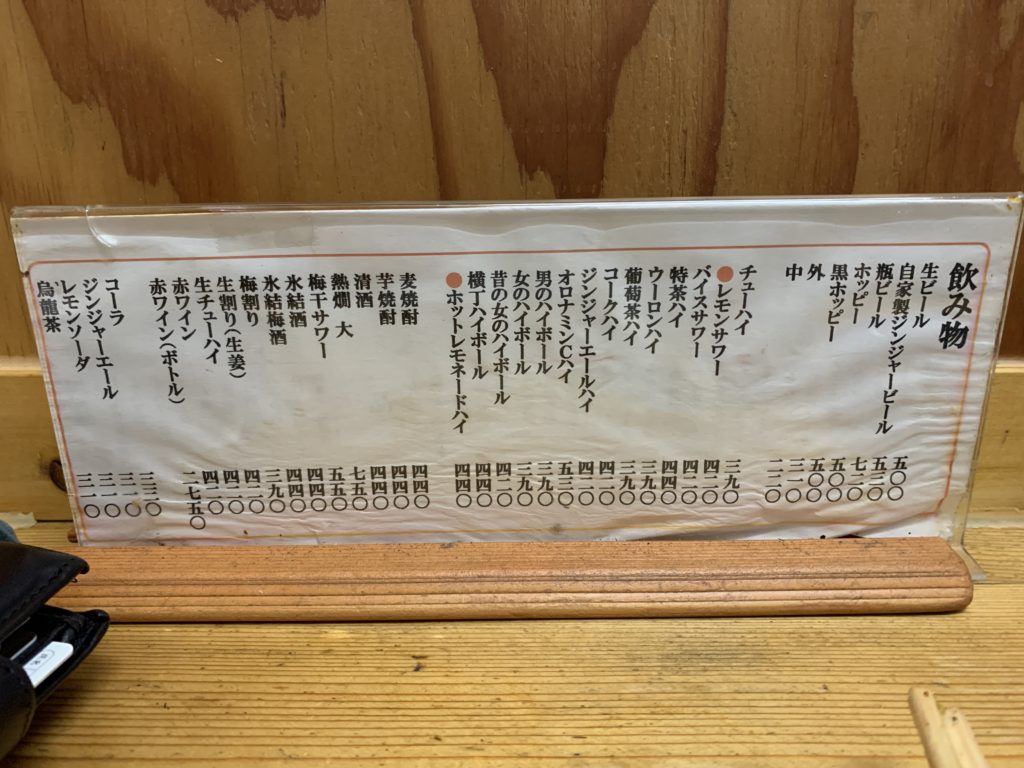 飲み物
生ビール 五〇〇
自家製ジンジャービール 五三〇
瓶ビール 七二〇
ホッピー 五〇〇
黒ホッピー 五〇〇
外 三一〇
中 二二〇
チューハイ 三九〇
●レモンサワー 四二〇
バイスサワー 四二〇
特茶ハイ 四四〇
ウーロンハイ 三九〇
葡萄茶ハイ 三九〇
コークハイ 四二〇
ジンジャーエールハイ 四二〇
オロナミンCハイ 五三〇
男のハイボール 三九〇
女のハイボール 三九〇
昔の女のハイボール 四二〇
横丁ハイボール 四四〇
●ホットレモネードハイ 四四〇
麦焼酎 四四〇
芋焼酎 四四〇
清酒 四四〇
熱燗 大 七五〇
梅干サワー 五五〇
氷結酒 四四〇
氷結梅酒 四四〇
梅割り 三九〇
生割り(生姜) 四二〇
生チューハイ 四二〇
赤ワイン 四四〇
赤ワイン(ボトル) 二七五〇
コーラ 三三〇
ジンジャーエール 三一〇
レモンソーダ 三一〇
烏龍茶 三一〇